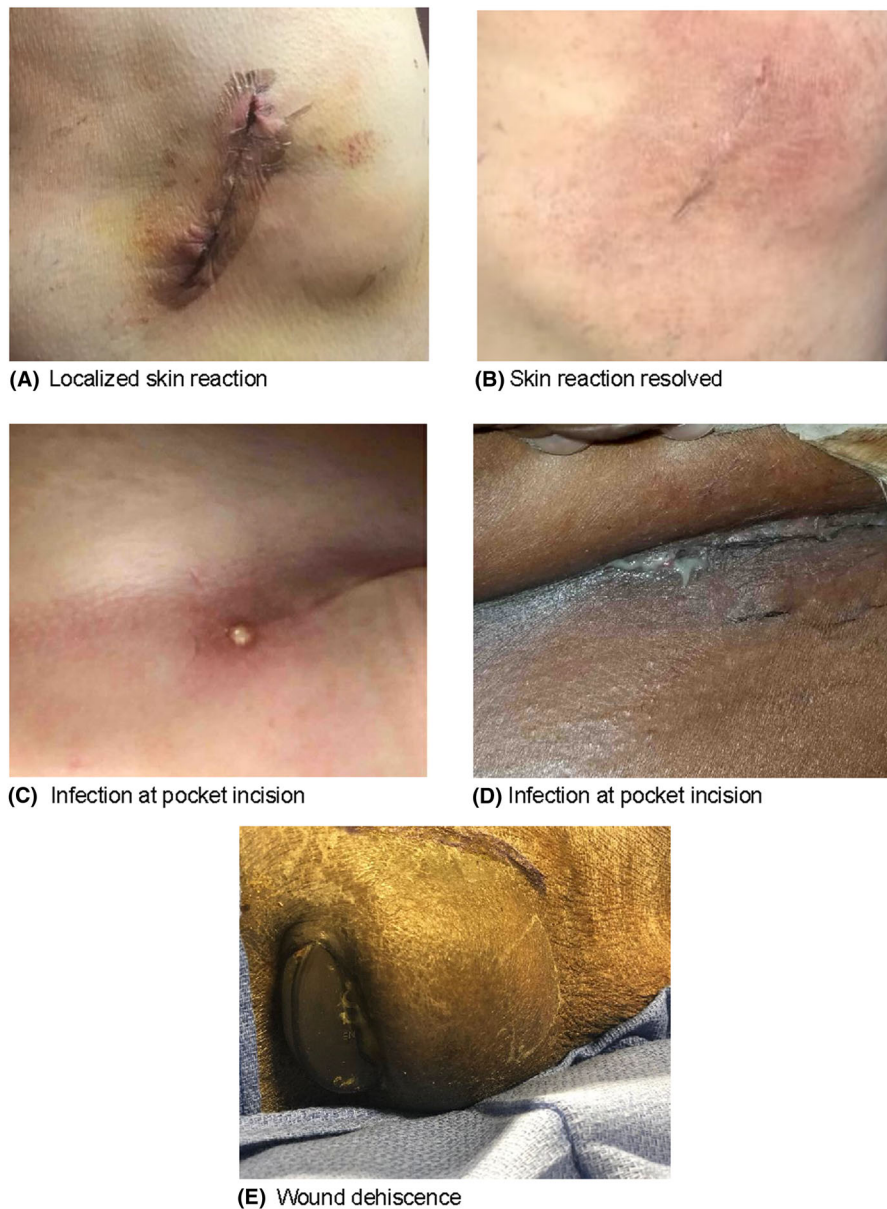 (A) Localized skin reaction
(B) Skin reaction resolved
(C) Infection at pocket incision
(D) Infection at pocket incision
(E) Wound dehiscence